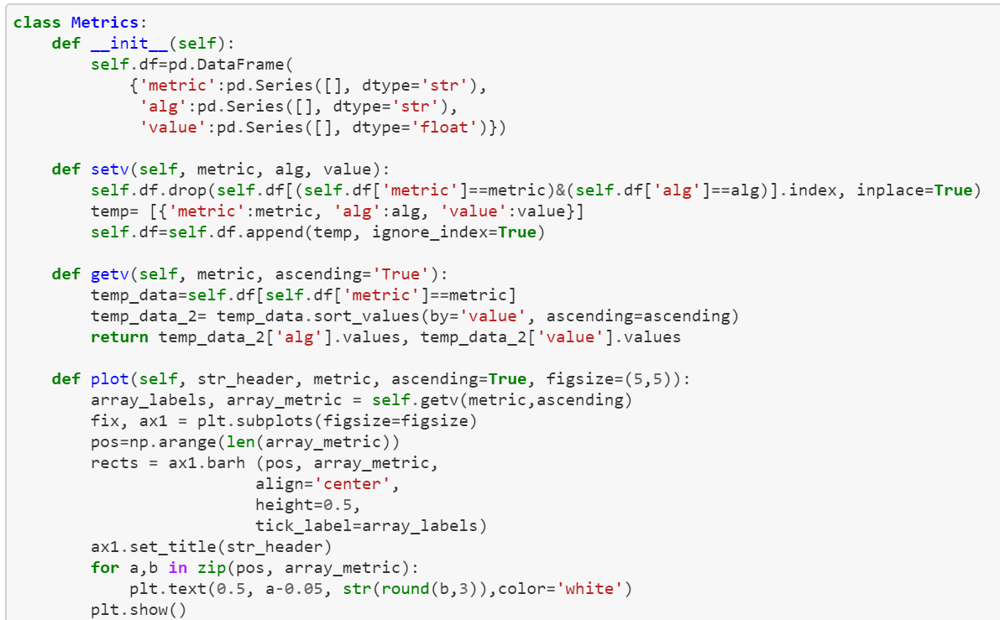 class Metrics:
    def __init__(self):
        self.df=pd.DataFrame(
            {'metric':pd.Series([], dtype='str'),
             'alg':pd.Series([], dtype='str'),
             'value':pd.Series([], dtype='float')})

    def setv(self, metric, alg, value):
        self.df.drop(self.df[(self.df['metric']==metric)&(self.df['alg']==alg)].index, inplace=True)
        temp= [{'metric':metric, 'alg':alg, 'value':value}]
        self.df=self.df.append(temp, ignore_index=True)

    def getv(self, metric, ascending='True'):
        temp_data=self.df[self.df['metric']==metric]
        temp_data_2= temp_data.sort_values(by='value', ascending=ascending)
        return temp_data_2['alg'].values, temp_data_2['value'].values

    def plot(self, str_header, metric, ascending=True, figsize=(5,5)):
        array_labels, array_metric = self.getv(metric,ascending)
        fix, ax1 = plt.subplots(figsize=figsize)
        pos=np.arange(len(array_metric))
        rects = ax1.barh (pos, array_metric,
                         align='center',
                         height=0.5,
                         tick_label=array_labels)
        ax1.set_title(str_header)
        for a,b in zip(pos, array_metric):
            plt.text(0.5, a-0.05, str(round(b,3)),color='white')
        plt.show()